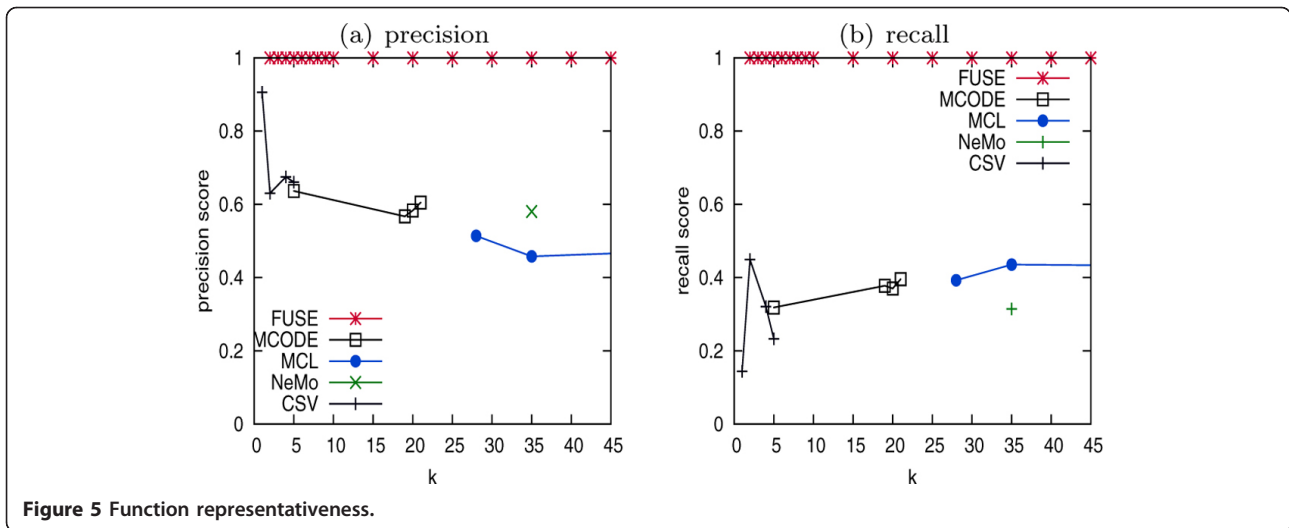 (a) precision
1
0.8
0.6
0.4
0.2
0
precision score
FUSE
MCODE
MCL
NeMo
CSV
0 5 10 15 20 25 30 35 40 45
k
(b) recall
1
0.8
0.6
0.4
0.2
0
recall score
FUSE
MCODE
MCL
NeMo
CSV
0 5 10 15 20 25 30 35 40 45
k
Figure 5 Function representativeness.